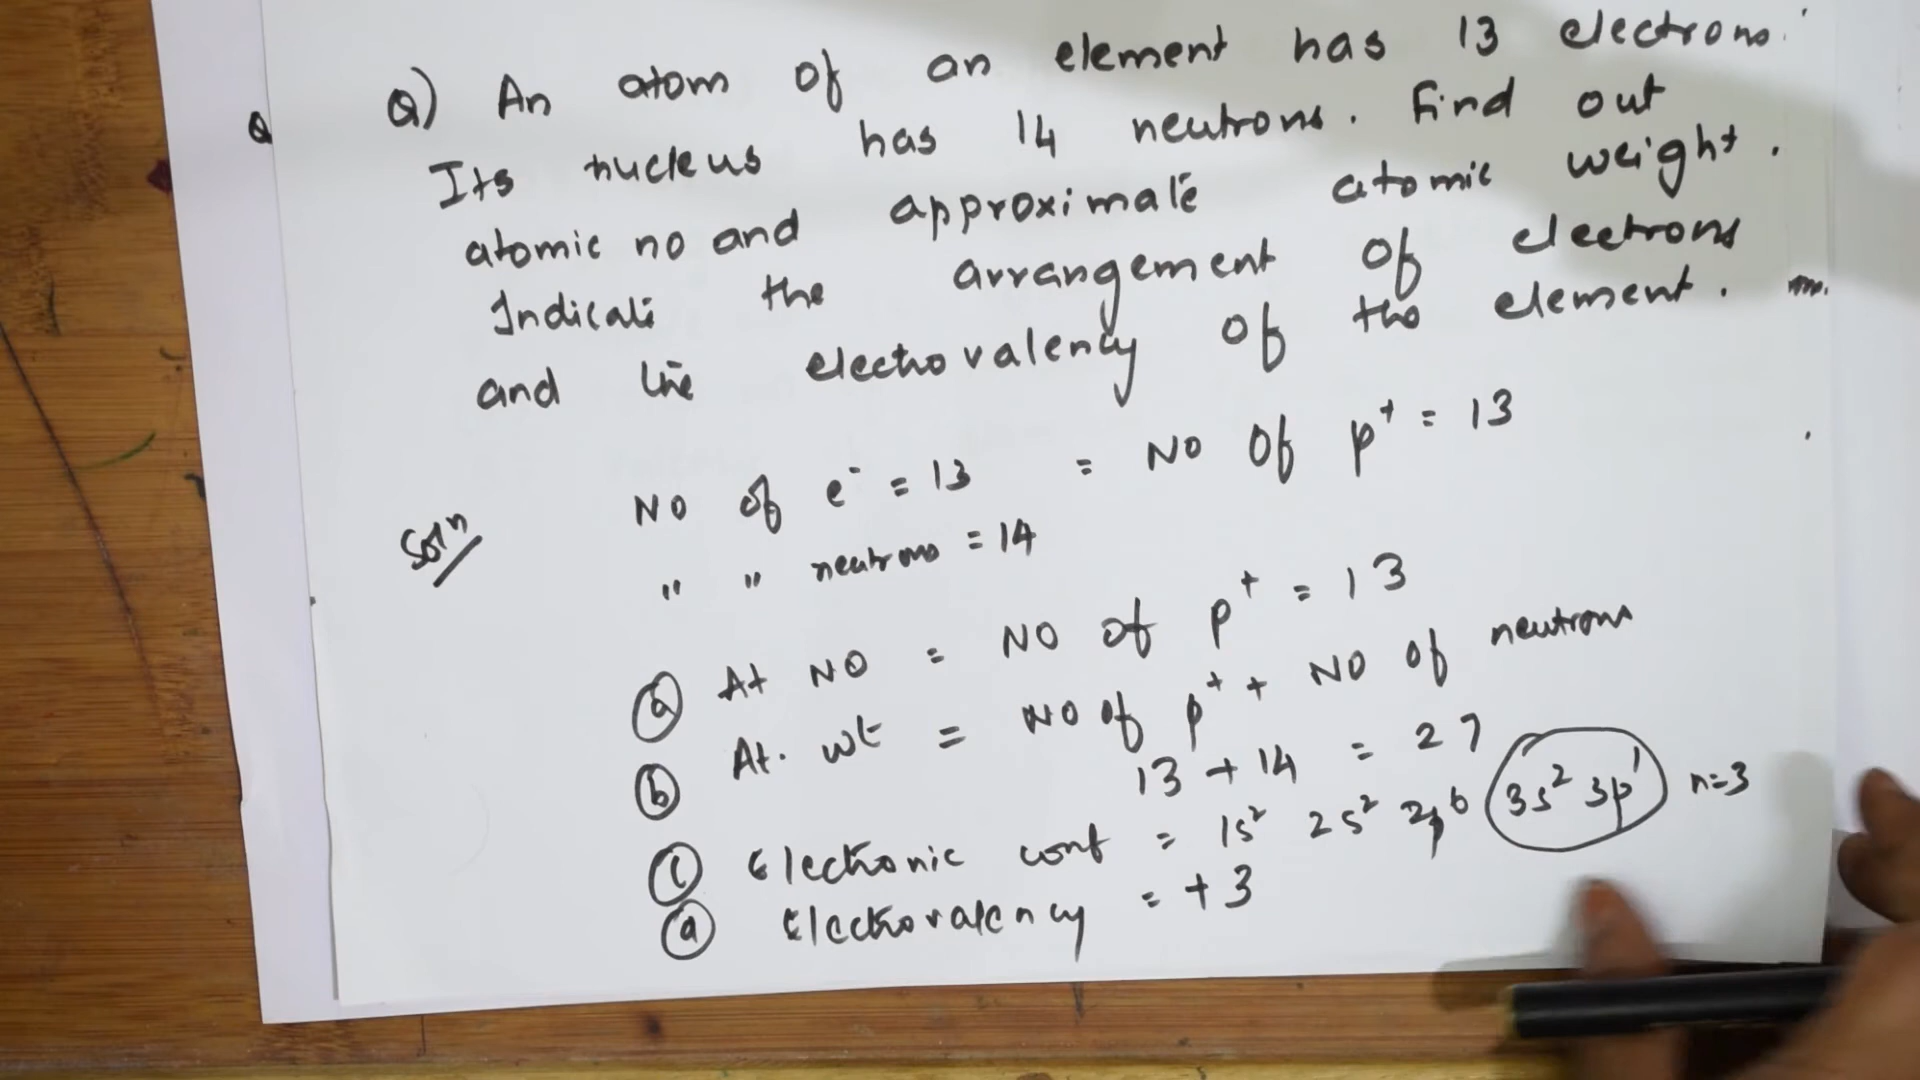 Q) An atom of an element has 13 electrons.
Its nucleus has 14 neutrons. Find out
atomic no and approximate atomic weight.
Indicate the arrangement of electrons
and the electrovalency of the element.
Soln
No of e- = 13 = No of p+ = 13
" " neutrons = 14
(a) At No = No of p+ = 13
(b) At. wt = No of p+ + No of neutrons
13 + 14 = 27
(c) Electronic conf = 1s² 2s² 2p⁶ 3s² 3p¹ n=3
(d) Electrovalency = +3
Q